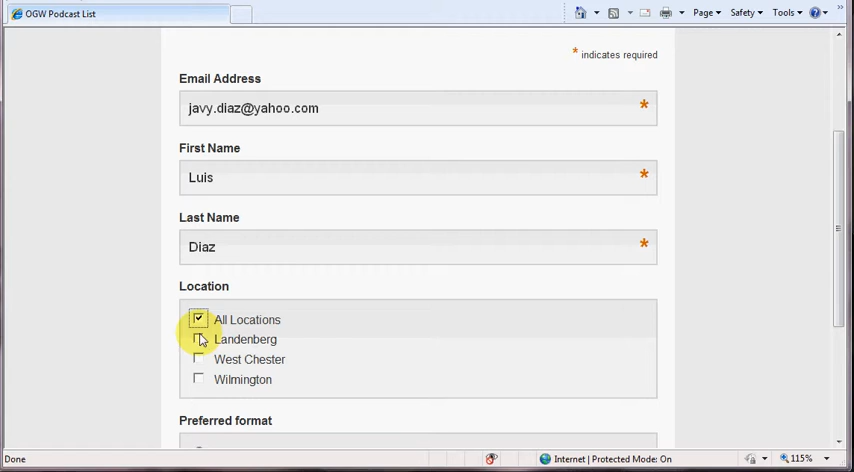 OGW Podcast List
Page
Safety
Tools
* indicates required
Email Address
javy.diaz@yahoo.com *
First Name
Luis *
Last Name
Diaz *
Location
All Locations
Landenberg
West Chester
Wilmington
Preferred format
Done
Internet | Protected Mode: On
115%